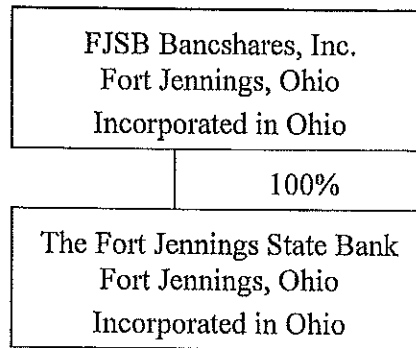 FJSB Bancshares, Inc.
Fort Jennings, Ohio
Incorporated in Ohio
100%
The Fort Jennings State Bank
Fort Jennings, Ohio
Incorporated in Ohio